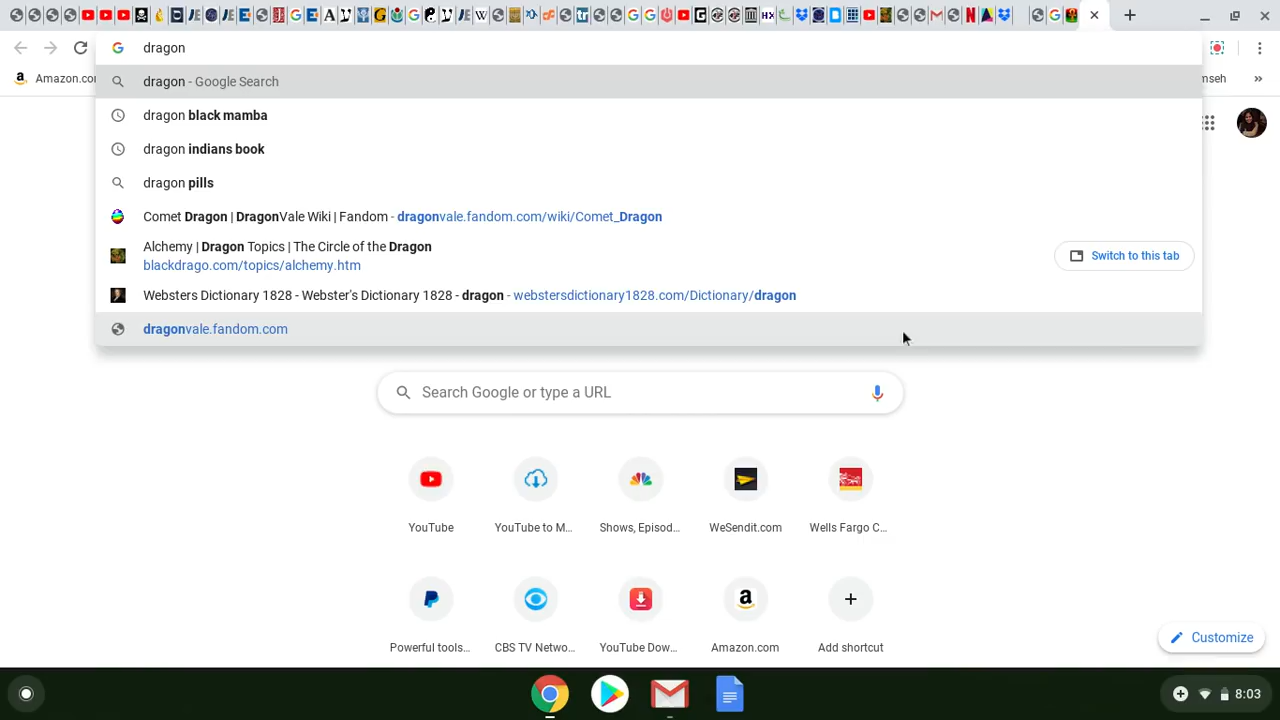 dragon
dragon - Google Search
Amazon.co
mseh
»
dragon black mamba
dragon indians book
dragon pills
Comet Dragon | DragonVale Wiki | Fandom - dragonvale.fandom.com/wiki/Comet_Dragon
Alchemy | Dragon Topics | The Circle of the Dragon
blackdrago.com/topics/alchemy.htm
Switch to this tab
Websters Dictionary 1828 - Webster's Dictionary 1828 - dragon - webstersdictionary1828.com/Dictionary/dragon
dragonvale.fandom.com
Search Google or type a URL
YouTube
YouTube to M...
Shows, Episod...
WeSendit.com
Wells Fargo C...
Powerful tools...
CBS TV Netwo...
YouTube Dow...
Amazon.com
Add shortcut
Customize
8:03